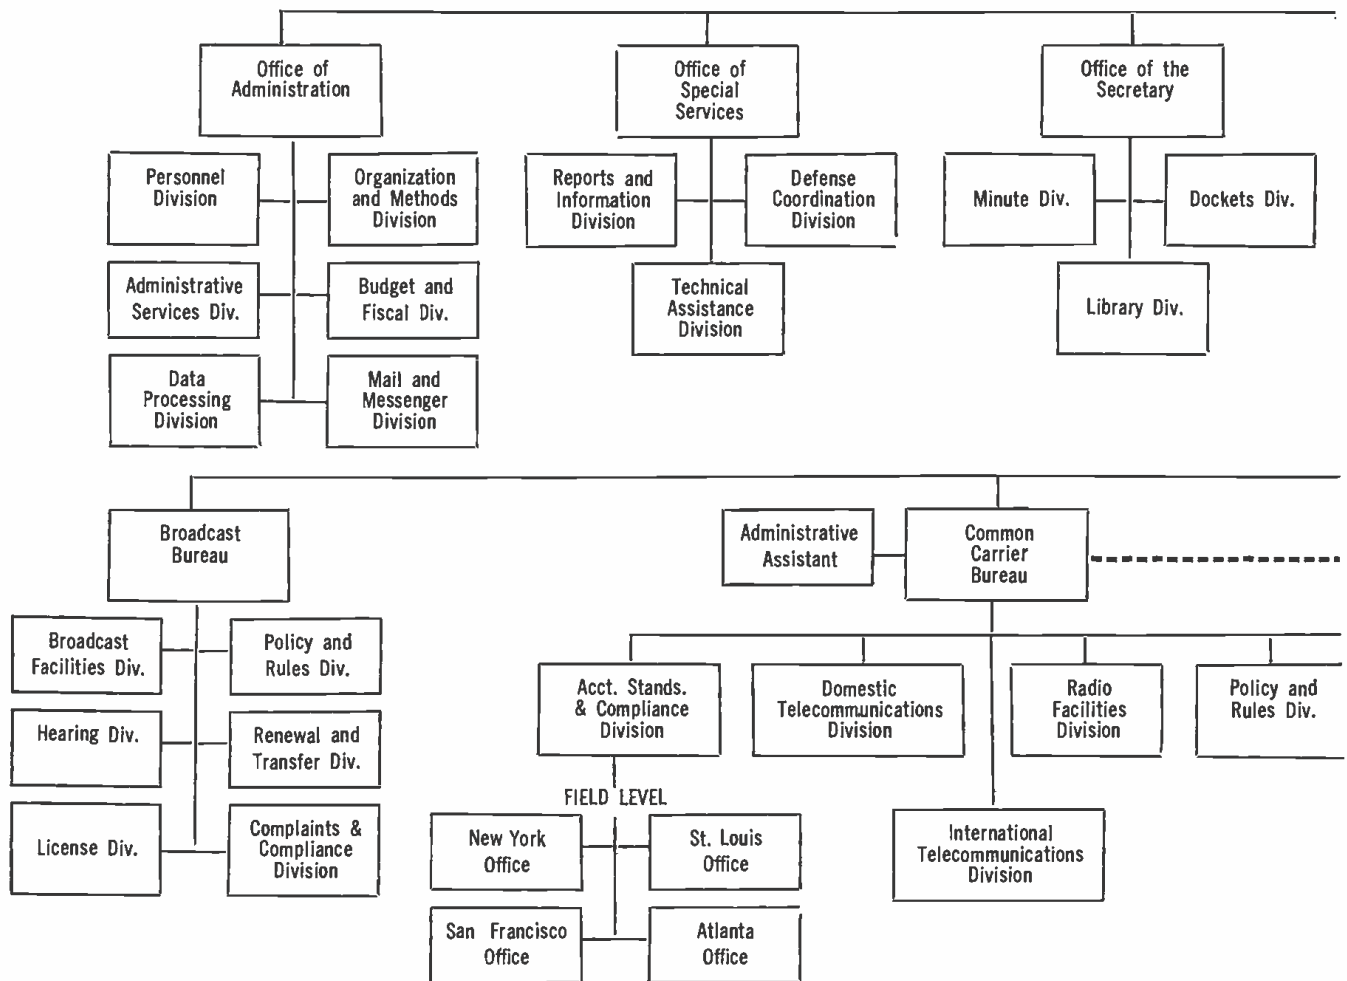 Office of
Administration
Office of
Special
Services
Office of the
Secretary
Personnel
Division
Organization
and Methods
Division
Reports and
Information
Division
Defense
Coordination
Division
Minute Div.
Dockets Div.
Administrative
Services Div.
Budget and
Fiscal Div.
Technical
Assistance
Division
Library Div.
Data
Processing
Division
Mail and
Messenger
Division
Broadcast
Bureau
Administrative
Assistant
Common
Carrier
Bureau
Broadcast
Facilities Div.
Policy and
Rules Div.
Acct. Stands.
& Compliance
Division
Domestic
Telecommunications
Division
Radio
Facilities
Division
Policy and
Rules Div.
Hearing Div.
Renewal and
Transfer Div.
FIELD LEVEL
License Div.
Complaints &
Compliance
Division
New York
Office
St. Louis
Office
International
Telecommunications
Division
San Francisco
Office
Atlanta
Office